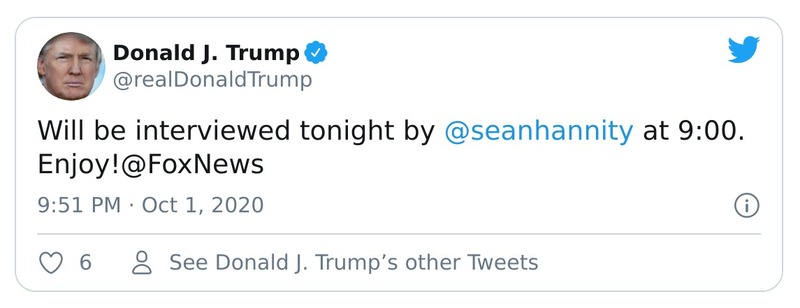 Donald J. Trump
@realDonaldTrump
Will be interviewed tonight by @seanhannity at 9:00.
Enjoy!@FoxNews
9:51 PM · Oct 1, 2020
6 See Donald J. Trump’s other Tweets